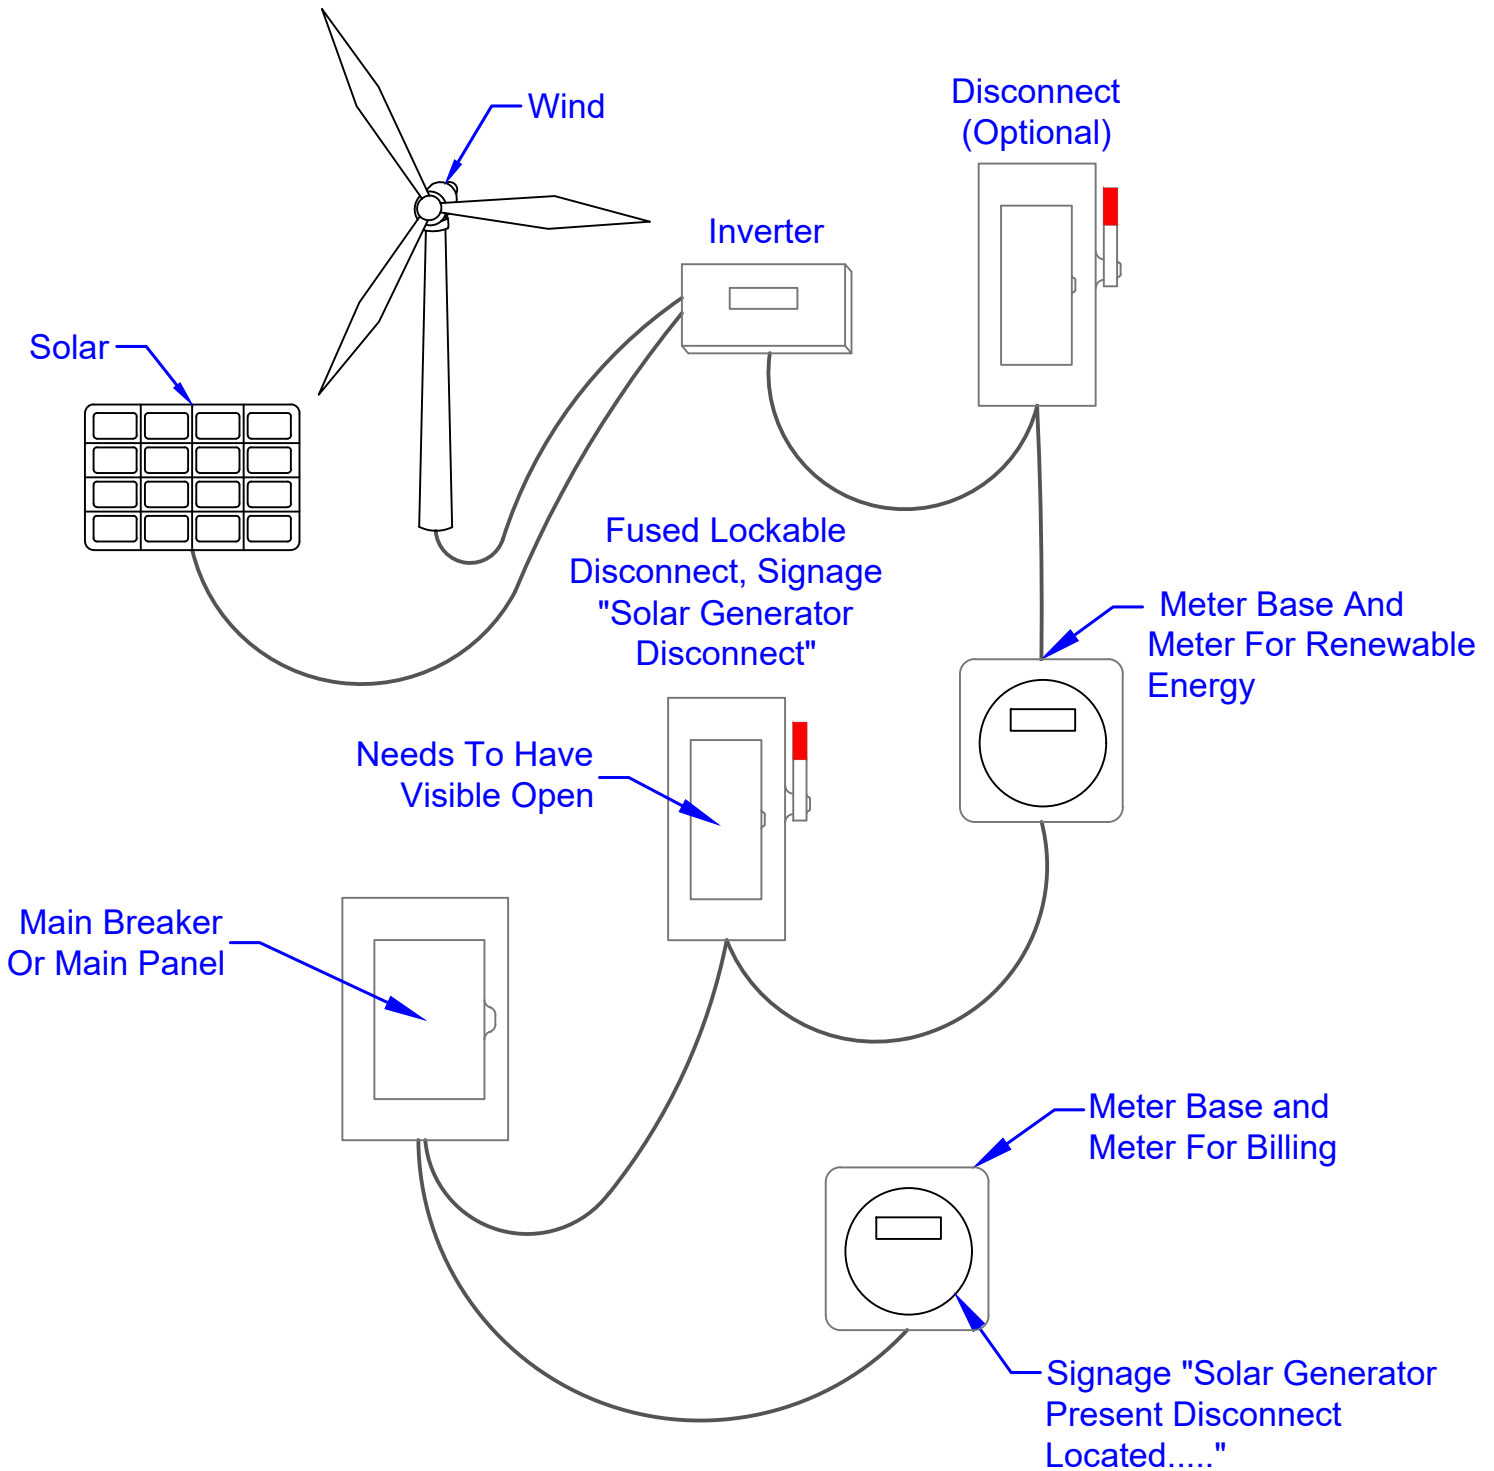 Wind
Disconnect
(Optional)
Inverter
Solar
Fused Lockable
Disconnect, Signage
"Solar Generator
Disconnect"
Meter Base And
Meter For Renewable
Energy
Needs To Have
Visible Open
Main Breaker
Or Main Panel
Meter Base and
Meter For Billing
Signage "Solar Generator
Present Disconnect
Located....."